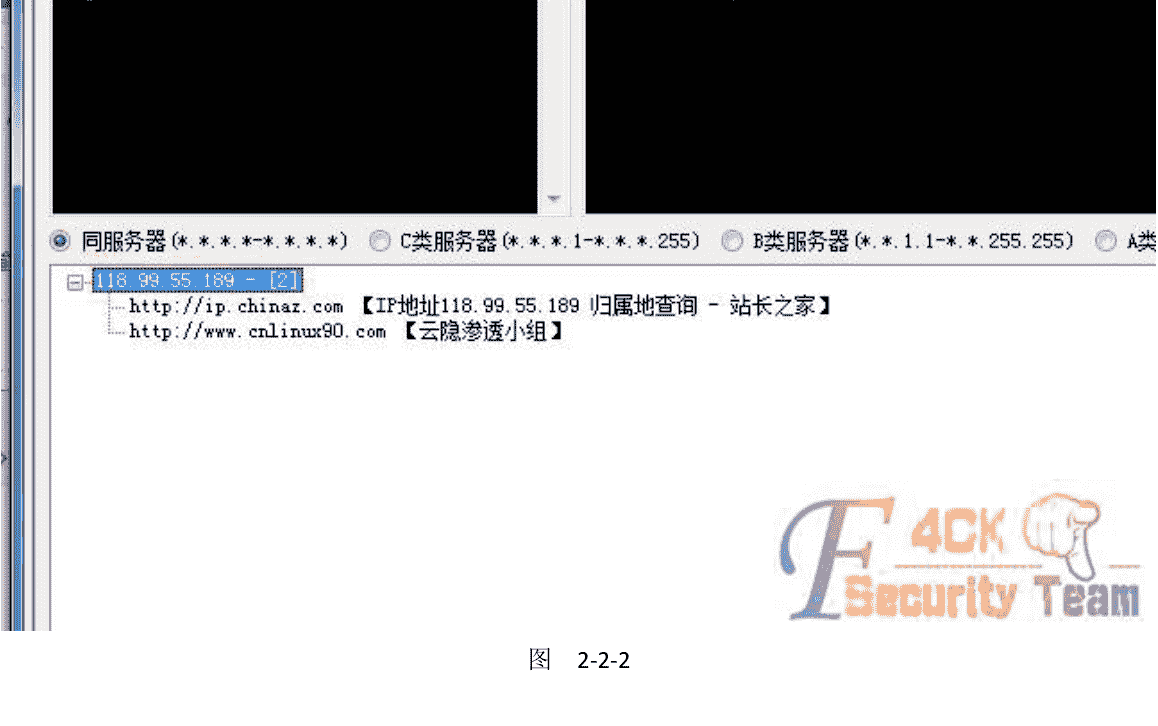 同服务器(*.*.*.*-*.*.*.*) C类服务器(*.*.*.1-*.*.*.255) B类服务器(*.*.1.1-*.*.255.255) A类
118.99.55.189 - [2]
http://ip.chinaz.com 【IP地址118.99.55.189 归属地查询 - 站长之家】
http://www.cnlinux90.com 【云隐渗透小组】
F4CK
Security Team
图 2-2-2